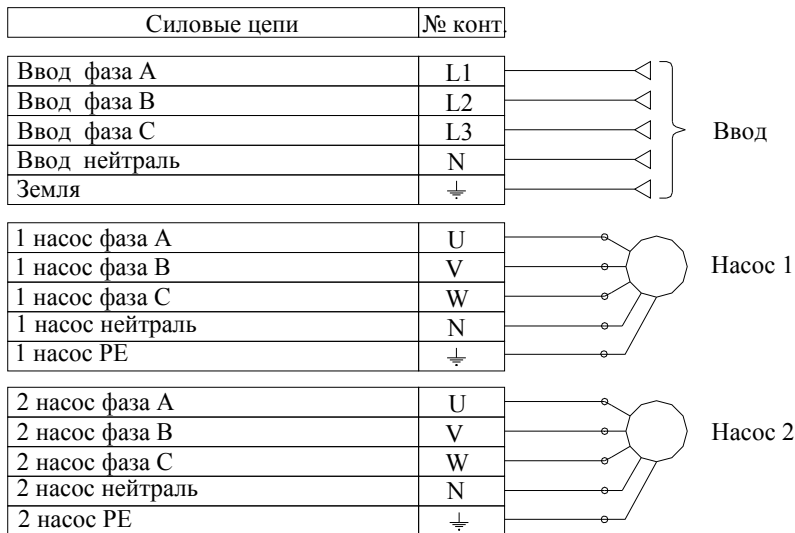 Силовые цепи № конт.
Ввод фаза A L1
Ввод фаза B L2
Ввод фаза C L3
Ввод нейтраль N
Земля
Ввод
1 насос фаза A U
1 насос фаза B V
1 насос фаза C W
1 насос нейтраль N
1 насос PE
Насос 1
2 насос фаза A U
2 насос фаза B V
2 насос фаза C W
2 насос нейтраль N
2 насос PE
Насос 2